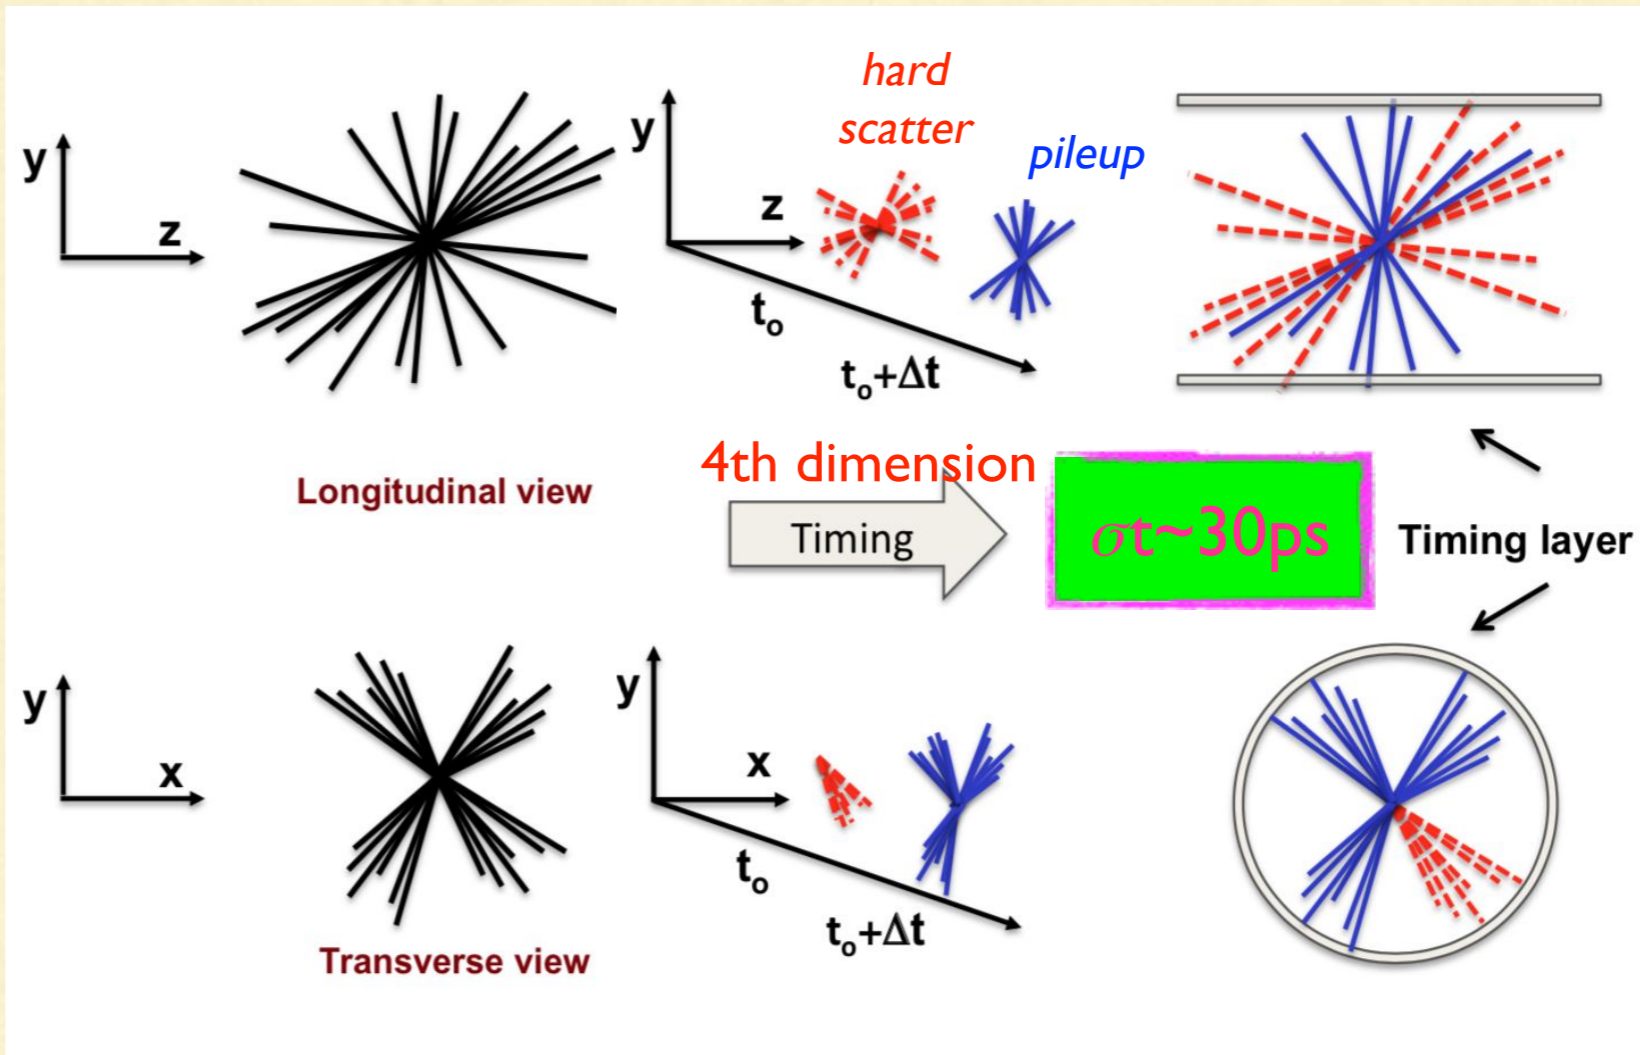 hard
scatter
pileup
y
z
y
z
t₀
t₀+Δt
Longitudinal view
4th dimension
Timing
σt~30ps
Timing layer
y
x
y
x
t₀
t₀+Δt
Transverse view